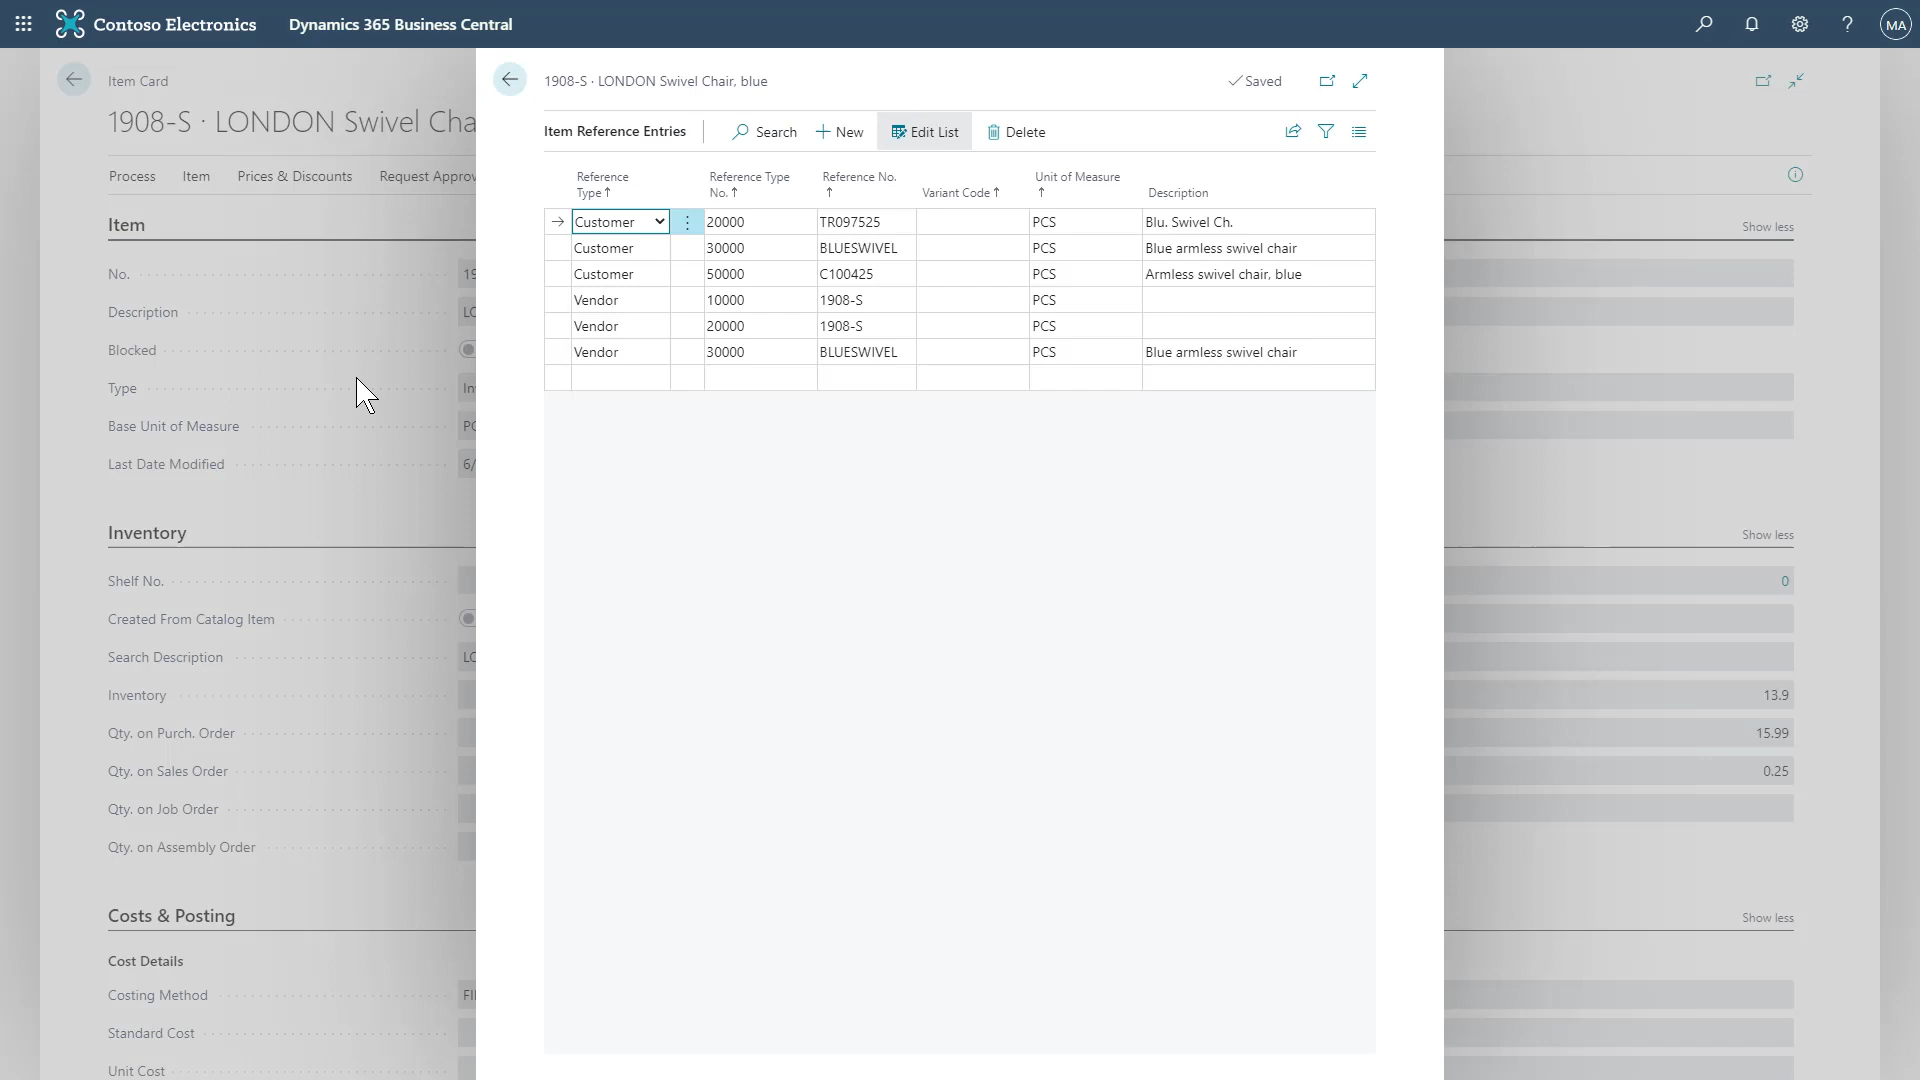 Contoso Electronics Dynamics 365 Business Central MA
Item Card
1908-S · LONDON Swivel Cha
Process Item Prices & Discounts Request Approv
Item Show less
No. 19
Description LO
Blocked
Type In
Base Unit of Measure PC
Last Date Modified 6/
Inventory Show less
Shelf No. 0
Created From Catalog Item
Search Description LO
Inventory 13.9
Qty. on Purch. Order 15.99
Qty. on Sales Order 0.25
Qty. on Job Order
Qty. on Assembly Order
Costs & Posting Show less
Cost Details
Costing Method FI
Standard Cost
Unit Cost
1908-S · LONDON Swivel Chair, blue Saved
Item Reference Entries Search New Edit List Delete
Reference Type Reference Type No. Reference No. Variant Code Unit of Measure Description
Customer 20000 TR097525 PCS Blu. Swivel Ch.
Customer 30000 BLUESWIVEL PCS Blue armless swivel chair
Customer 50000 C100425 PCS Armless swivel chair, blue
Vendor 10000 1908-S PCS
Vendor 20000 1908-S PCS
Vendor 30000 BLUESWIVEL PCS Blue armless swivel chair